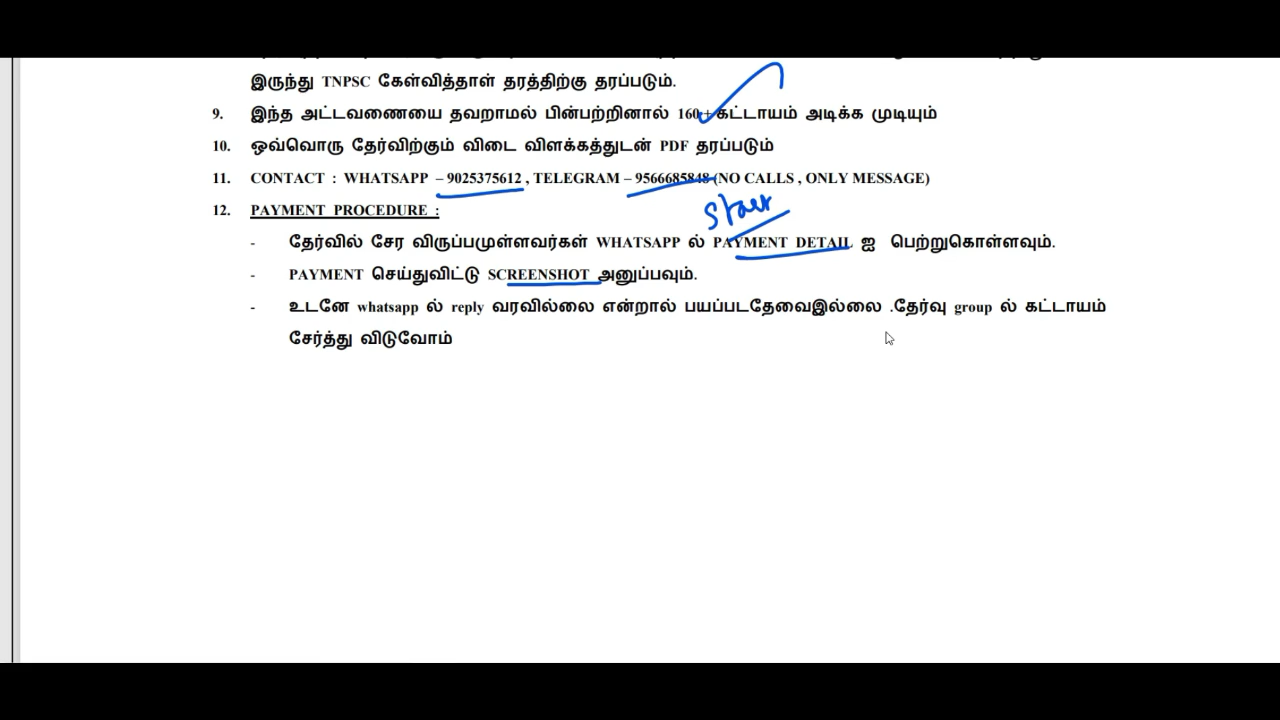 இருந்து TNPSC கேள்வித்தாள் தரத்திற்கு தரப்படும்.
9. இந்த அட்டவணையை தவறாமல் பின்பற்றினால் 160+ கட்டாயம் அடிக்க முடியும்
10. ஒவ்வொரு தேர்விற்கும் விடை விளக்கத்துடன் PDF தரப்படும்
11. CONTACT : WHATSAPP – 9025375612 , TELEGRAM – 9566685848 (NO CALLS , ONLY MESSAGE)
Start
12. PAYMENT PROCEDURE :
- தேர்வில் சேர விருப்பமுள்ளவர்கள் WHATSAPP ல் PAYMENT DETAIL ஐ பெற்றுகொள்ளவும்.
- PAYMENT செய்துவிட்டு SCREENSHOT அனுப்பவும்.
- உடனே whatsapp ல் reply வரவில்லை என்றால் பயப்படதேவைஇல்லை .தேர்வு group ல் கட்டாயம்
சேர்த்து விடுவோம்